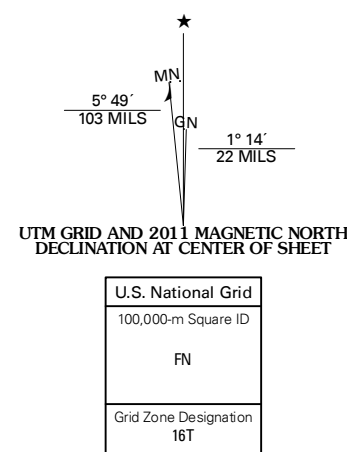 ★
MN
5° 49´
103 MILS
GN
1° 14´
22 MILS
UTM GRID AND 2011 MAGNETIC NORTH
DECLINATION AT CENTER OF SHEET
U.S. National Grid
100,000-m Square ID
FN
Grid Zone Designation
16T